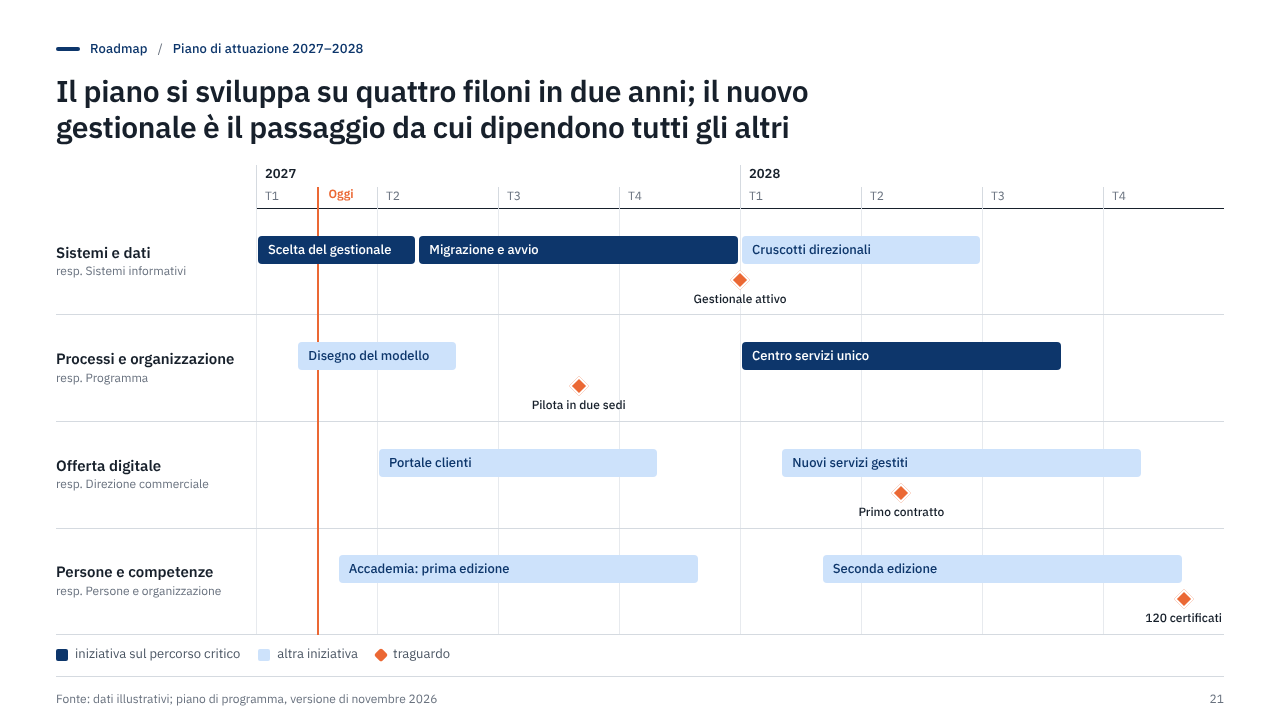 Roadmap / Piano di attuazione 2027–2028
Il piano si sviluppa su quattro filoni in due anni; il nuovo
gestionale è il passaggio da cui dipendono tutti gli altri
2027 2028
T1 Oggi T2 T3 T4 T1 T2 T3 T4
Sistemi e dati
resp. Sistemi informativi
Scelta del gestionale Migrazione e avvio Cruscotti direzionali
Gestionale attivo
Processi e organizzazione
resp. Programma
Disegno del modello Centro servizi unico
Pilota in due sedi
Offerta digitale
resp. Direzione commerciale
Portale clienti Nuovi servizi gestiti
Primo contratto
Persone e competenze
resp. Persone e organizzazione
Accademia: prima edizione Seconda edizione
120 certificati
iniziativa sul percorso critico altra iniziativa traguardo
Fonte: dati illustrativi; piano di programma, versione di novembre 2026 21